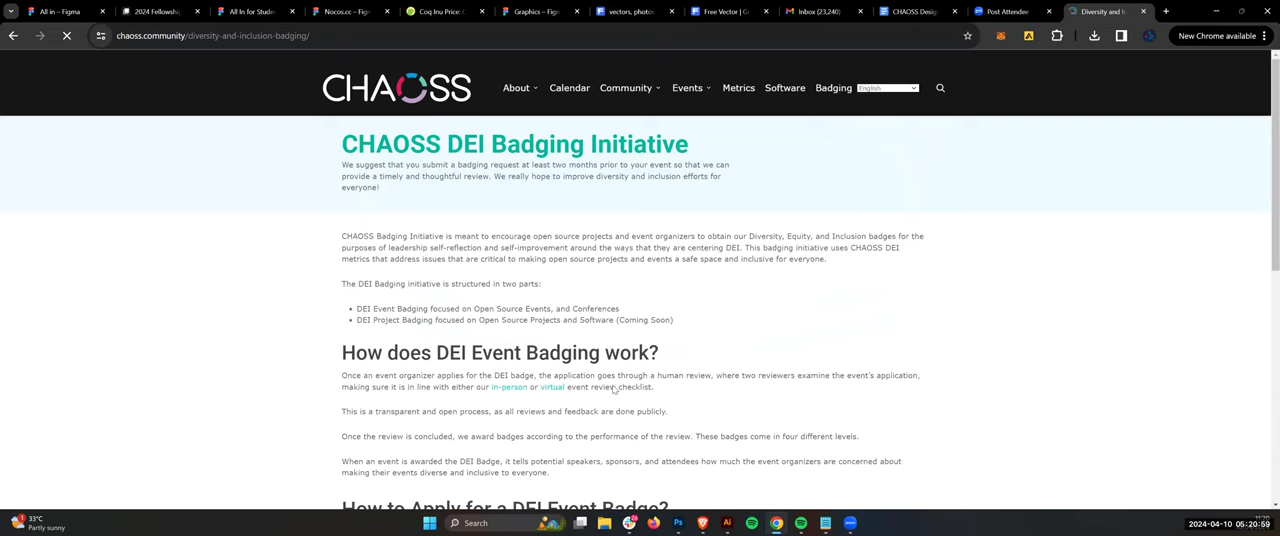 All in – Figma
2024 Fellowship
All In for Stude
Nocos.cc – Fig
Coq Inu Price: C
Graphics – Figm
vectors, photco
Free Vector | G
Inbox (23,240)
CHAOSS Desig
Post Attendee
Diversity and In
chaoss.community/diversity-and-inclusion-badging/
New Chrome available
CHAOSS
About
Calendar
Community
Events
Metrics
Software
Badging
English
CHAOSS DEI Badging Initiative
We suggest that you submit a badging request at least two months prior to your event so that we can
provide a timely and thoughtful review. We really hope to improve diversity and inclusion efforts for
everyone!
CHAOSS Badging Initiative is meant to encourage open source projects and event organizers to obtain our Diversity, Equity, and Inclusion badges for the
purposes of leadership self-reflection and self-improvement around the ways that they are centering DEI. This badging initiative uses CHAOSS DEI
metrics that address issues that are critical to making open source projects and events a safe space and inclusive for everyone.
The DEI Badging initiative is structured in two parts:
• DEI Event Badging focused on Open Source Events, and Conferences
• DEI Project Badging focused on Open Source Projects and Software (Coming Soon)
How does DEI Event Badging work?
Once an event organizer applies for the DEI badge, the application goes through a human review, where two reviewers examine the event's application,
making sure it is in line with either our in-person or virtual event review checklist.
This is a transparent and open process, as all reviews and feedback are done publicly.
Once the review is concluded, we award badges according to the performance of the review. These badges come in four different levels.
When an event is awarded the DEI Badge, it tells potential speakers, sponsors, and attendees how much the event organizers are concerned about
making their events diverse and inclusive to everyone.
How to Apply for a DEI Event Badge?
33°C
Partly sunny
Search
2024-04-10 05:20:59